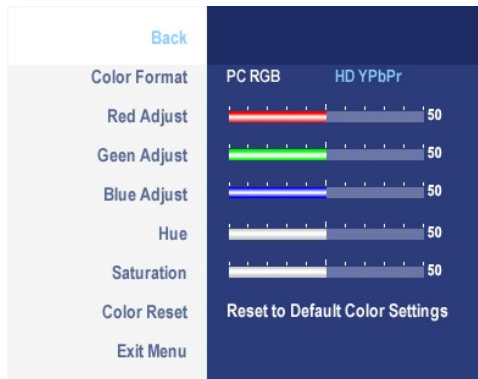 Back
Color Format PC RGB HD YPbPr
Red Adjust 50
Geen Adjust 50
Blue Adjust 50
Hue 50
Saturation 50
Color Reset Reset to Default Color Settings
Exit Menu